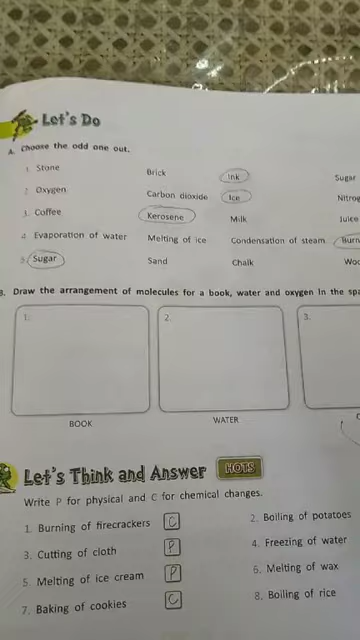 Let's Do
A. Choose the odd one out.
1. Stone Brick Ink Sugar
2. Oxygen Carbon dioxide Ice Nitrog
3. Coffee Kerosene Milk Juice
4. Evaporation of water Melting of ice Condensation of steam Burn
5. Sugar Sand Chalk Woo
B. Draw the arrangement of molecules for a book, water and oxygen in the spa
1. 2. 3.
BOOK WATER
Let's Think and Answer HOTS
Write P for physical and C for chemical changes.
1. Burning of firecrackers C 2. Boiling of potatoes
3. Cutting of cloth P 4. Freezing of water
5. Melting of ice cream P 6. Melting of wax
7. Baking of cookies C 8. Boiling of rice